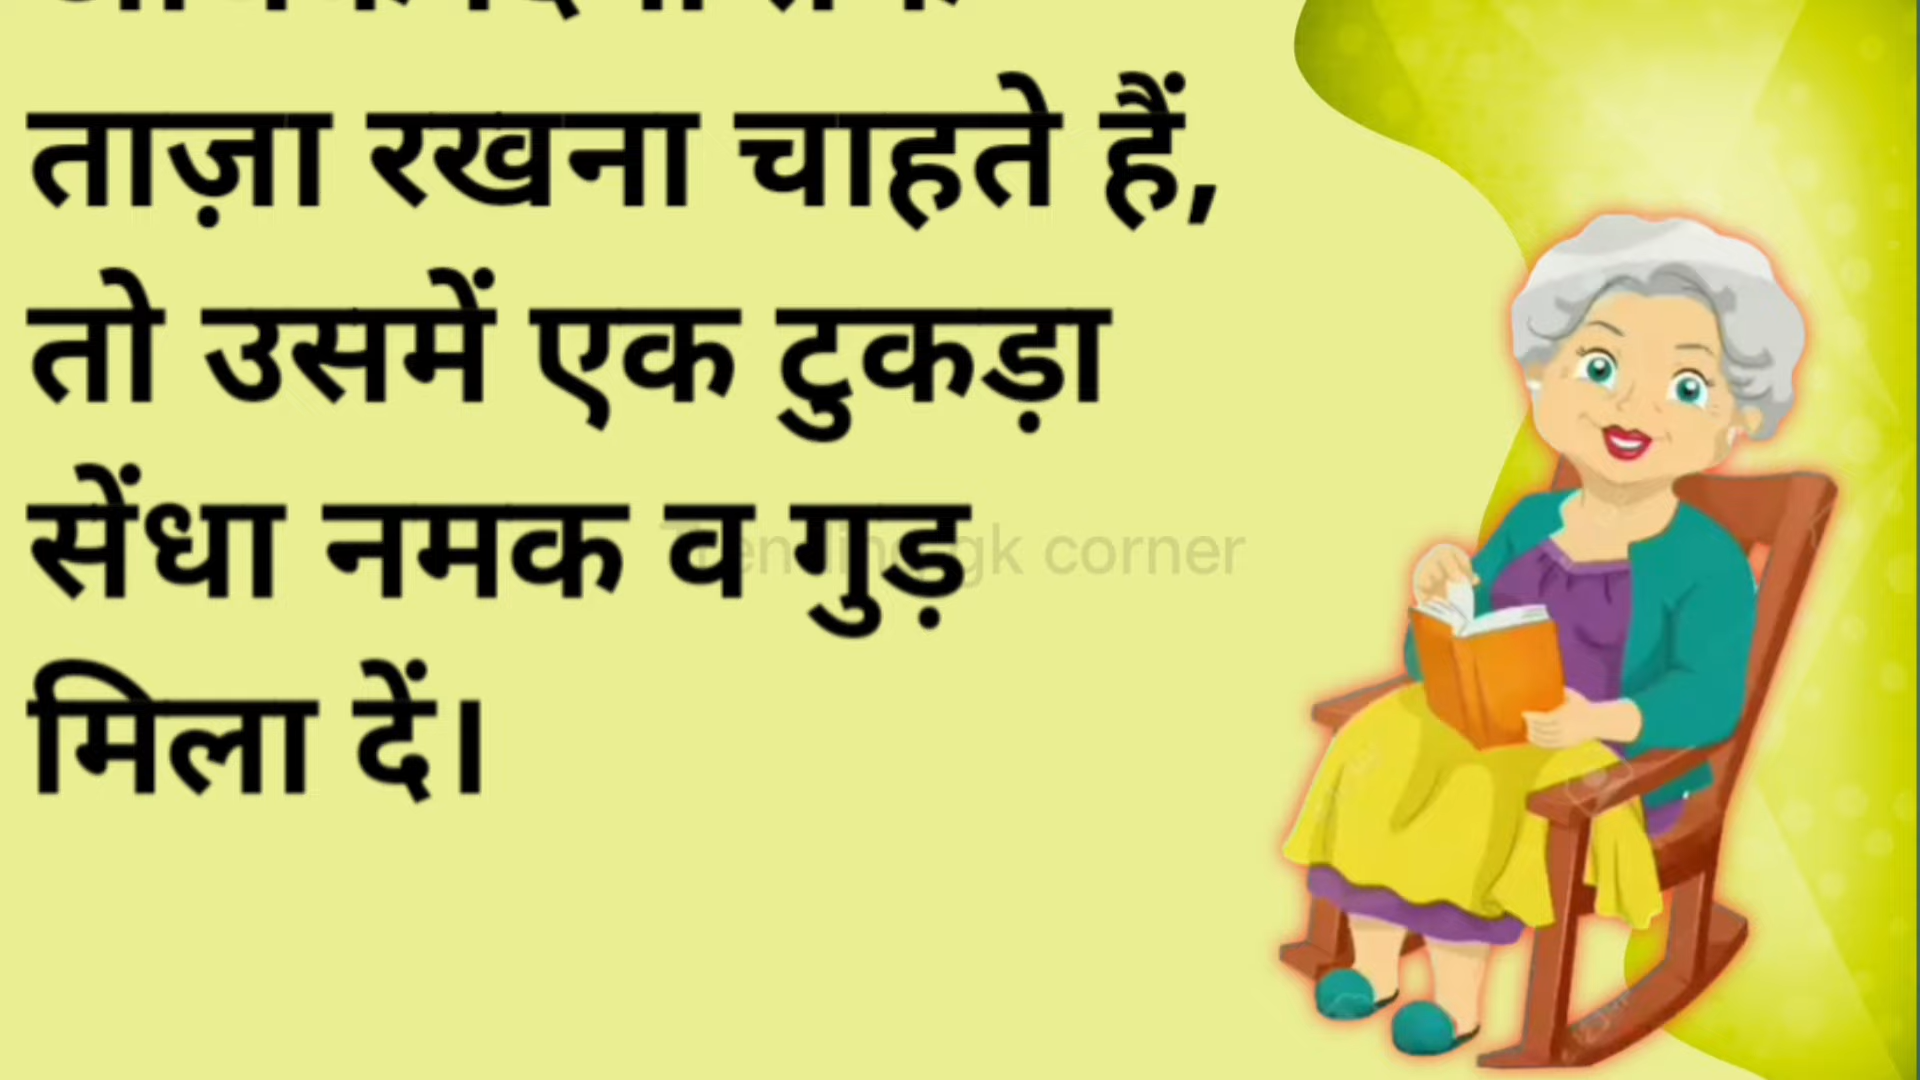 ताज़ा रखना चाहते हैं,
तो उसमें एक टुकड़ा
सेंधा नमक व गुड़
Trending gk corner
मिला दें।